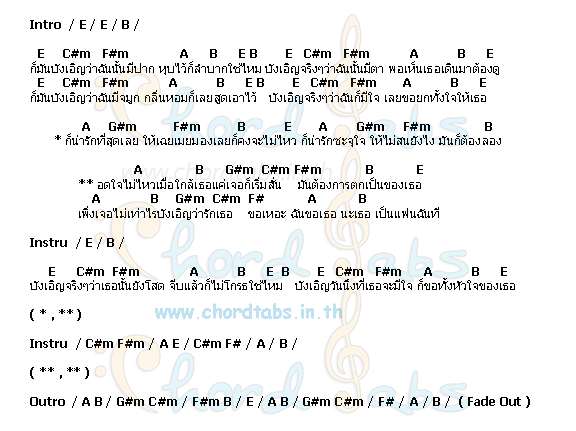 Intro / E / E / B /
E C#m F#m A B E B E C#m F#m A B E
ก็มันบังเอิญว่าฉันนั้นมีปาก หุบไว้ก็ลำบากใช่ไหม บังเอิญจริงๆว่าฉันนั้นมีตา พอเห็นเธอเดินมาต้องดู
E C#m F#m A B E B E C#m F#m A B E
ก็มันบังเอิญว่าฉันมีจมูก กลิ่นหอมก็เลยสูดเอาไว้ บังเอิญจริงๆว่าฉันก็มีใจ เลยขอยกทั้งใจให้เธอ
A G#m F#m B E A G#m F#m B
* ก็น่ารักที่สุดเลย ให้เฉยเมยมองเลยก็คงจะไม่ไหว ก็น่ารักซะจุใจ ให้ไม่สนยังไง มันก็ต้องลอง
A B G#m C#m F#m B E
** อดใจไม่ไหวเมื่อใกล้เธอแค่เจอก็เริ่มสั่น มันต้องการตกเป็นของเธอ
A B G#m C#m F# A B
เพิ่งเจอไม่เท่าไรบังเอิญว่ารักเธอ ขอเหอะ ฉันขอเธอ นะเธอ เป็นแฟนฉันที
Instru / E / B /
E C#m F#m A B E B E C#m F#m A B E
บังเอิญจริงๆว่าเธอนั้นยังโสด จีบแล้วก็ไม่โกรธใช่ไหม บังเอิญวันนึงที่เธอจะมีใจ ก็ขอทั้งหัวใจของเธอ
( * , ** )
www.chordtabs.in.th
Instru / C#m F#m / A E / C#m F# / A / B /
( ** , ** )
Outro / A B / G#m C#m / F#m B / E / A B / G#m C#m / F# / A / B / ( Fade Out )